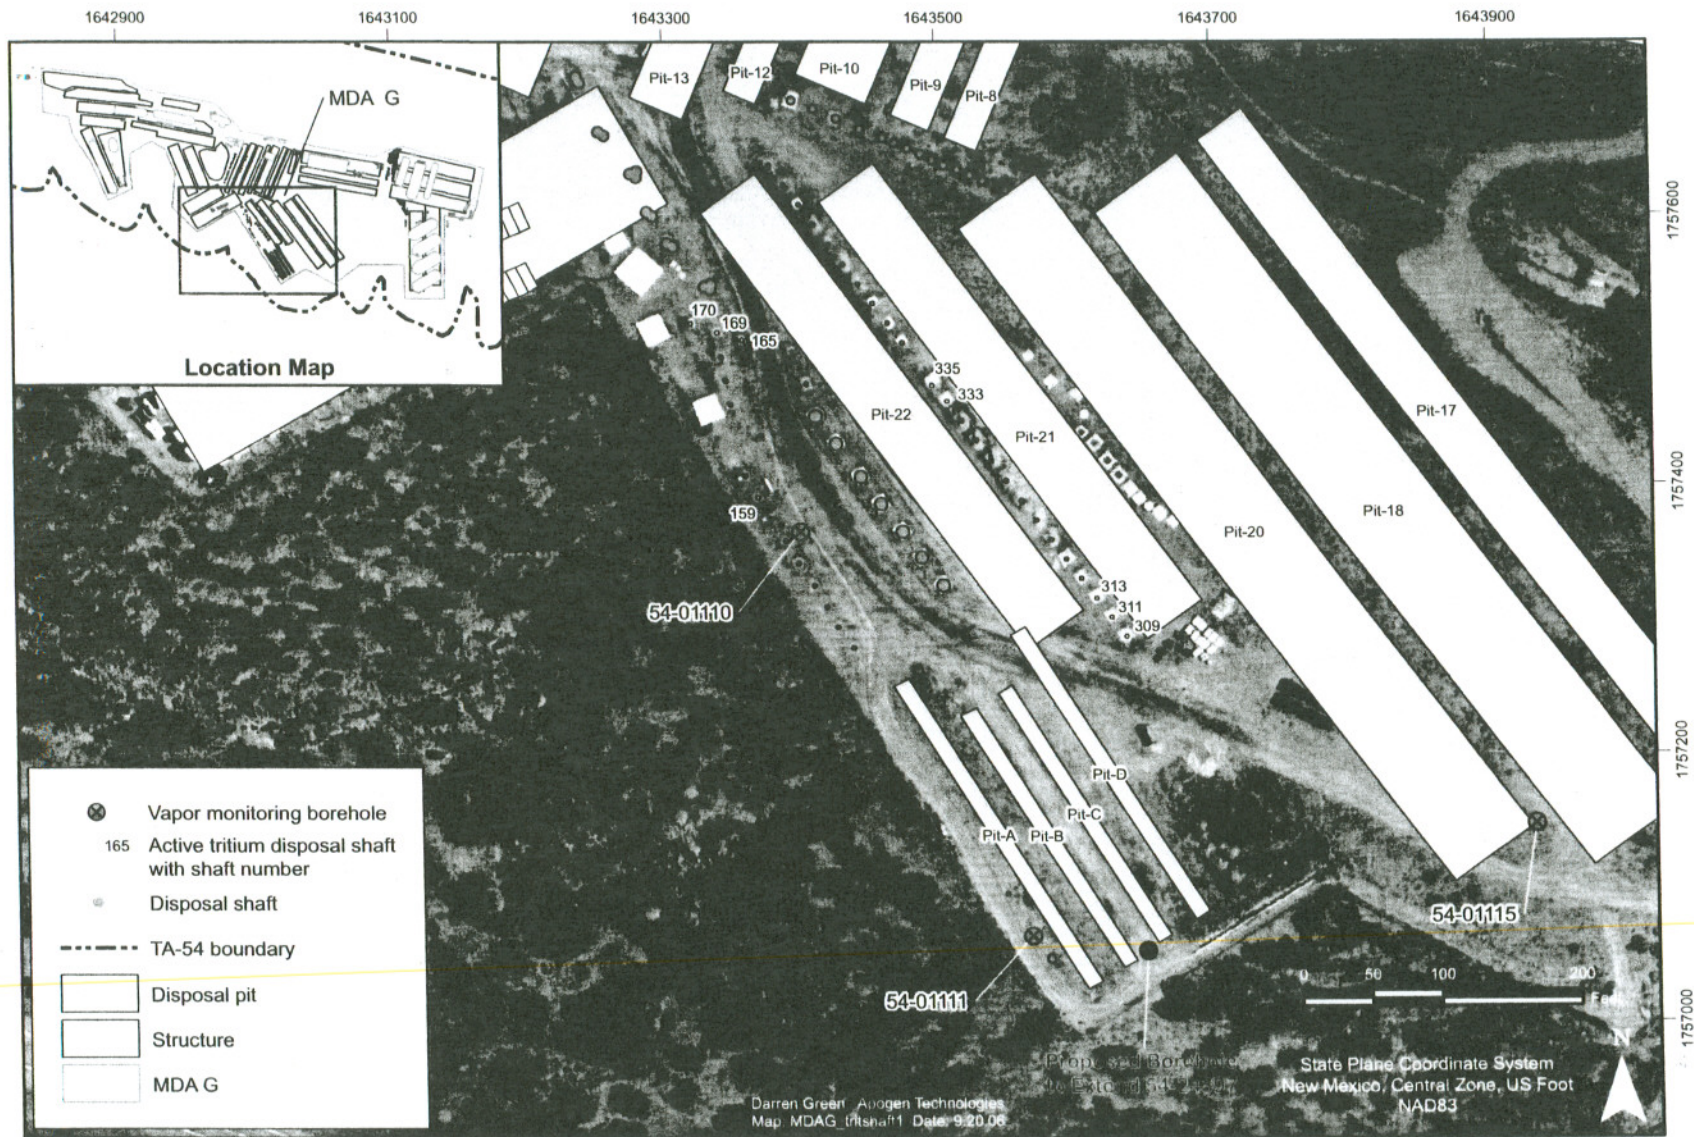 1642900
1643100
1643300
1643500
1643700
1643900
MDA G
Location Map
Pit-13
Pit-12
Pit-10
Pit-9
Pit-8
1757600
170
169
165
335
333
Pit-22
Pit-21
Pit-17
1757400
159
Pit-20
Pit-18
54-01110
313
311
309
1757200
Pit-D
Pit-C
Pit-A
Pit-B
Vapor monitoring borehole
165 Active tritium disposal shaft
with shaft number
Disposal shaft
TA-54 boundary
Disposal pit
Structure
MDA G
54-01115
54-01111
0 50 100 200
Feet
1757000
N
Proposed Borehole
to Extend
State Plane Coordinate System
New Mexico, Central Zone, US Foot
NAD83
Darren Green Apogen Technologies
Map: MDAG_tritshaft1 Date: 9.20.06